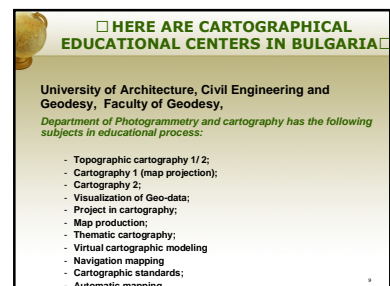 □ HERE ARE CARTOGRAPHICAL
EDUCATIONAL CENTERS IN BULGARIA□
University of Architecture, Civil Engineering and
Geodesy, Faculty of Geodesy,
Department of Photogrammetry and cartography has the following
subjects in educational process:
- Topographic cartography 1/ 2;
- Cartography 1 (map projection);
- Cartography 2;
- Visualization of Geo-data;
- Project in cartography;
- Map production;
- Thematic cartography;
- Virtual cartographic modeling
- Navigation mapping
- Cartographic standards;
- Automatic mapping
9